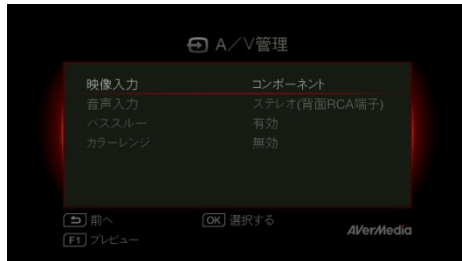 A/V管理
映像入力 コンポーネント
音声入力 ステレオ(背面RCA端子)
パススルー 有効
カラーレンジ 無効
前へ OK 選択する
F1 プレビュー
AVerMedia